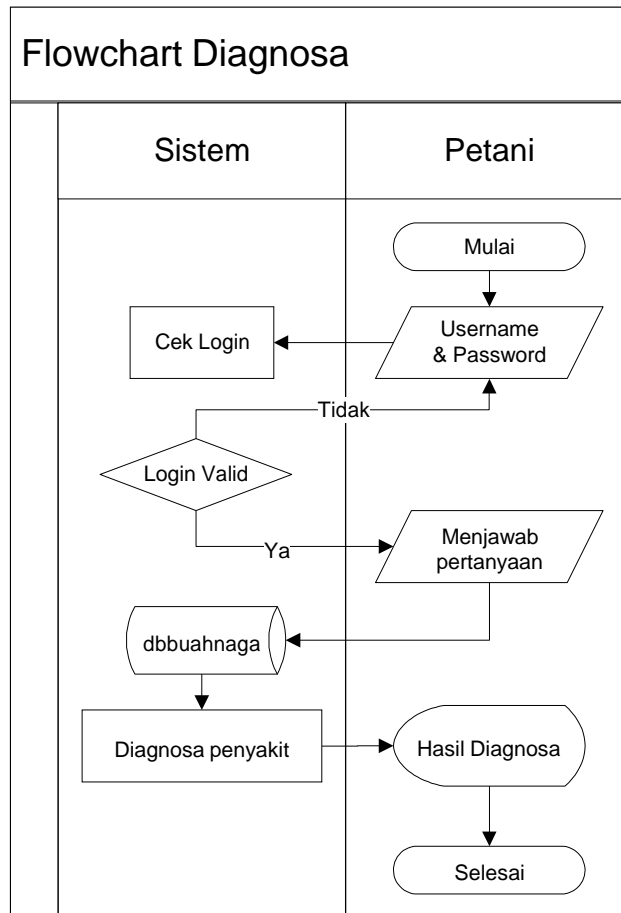 Flowchart Diagnosa
Sistem
Petani
Mulai
Username
& Password
Cek Login
Tidak
Login Valid
Ya
Menjawab
pertanyaan
dbbuahnaga
Diagnosa penyakit
Hasil Diagnosa
Selesai